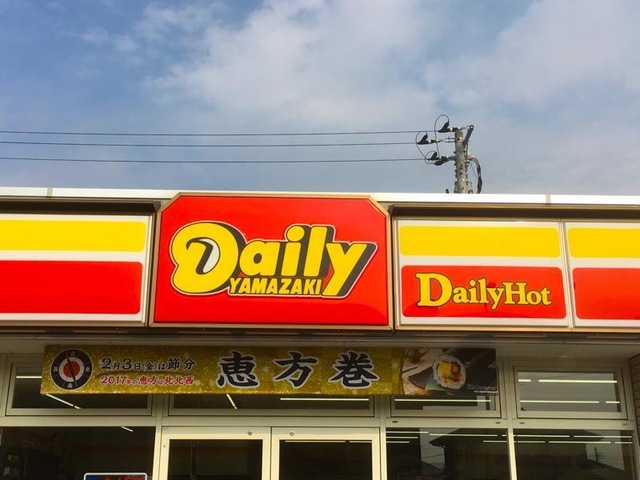 Daily
YAMAZAKI
DailyHot
2月3日(金)は節分
2017年の恵方は北北西。
恵方巻